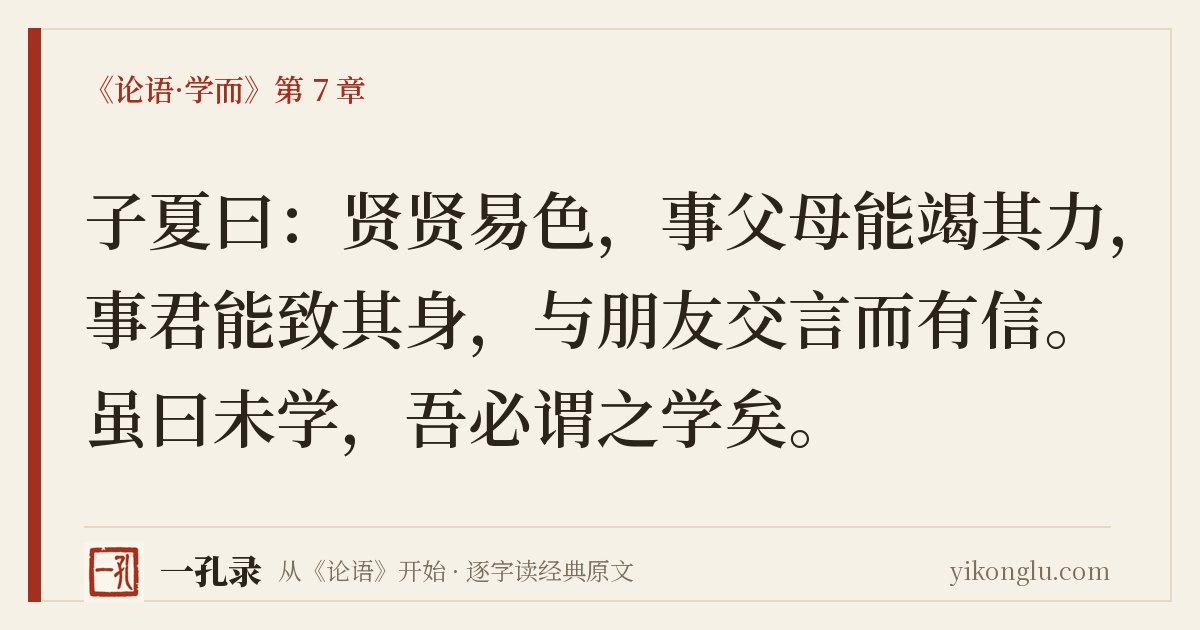 《论语·学而》第 7 章
子夏曰：贤贤易色，事父母能竭其力，
事君能致其身，与朋友交言而有信。
虽曰未学，吾必谓之学矣。
一孔
一孔录 从《论语》开始 · 逐字读经典原文 yikonglu.com